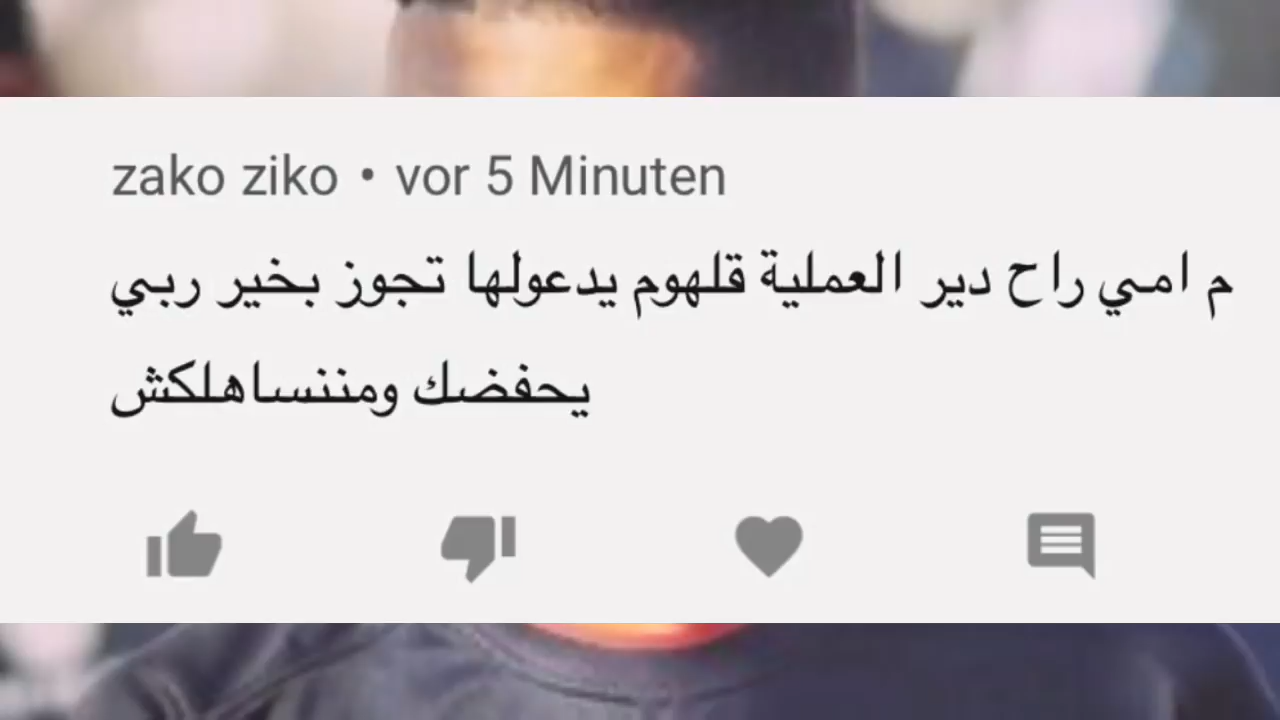 zako ziko • vor 5 Minuten
م امي راح دير العملية قلهوم يدعولها تجوز بخير ربي
يحفضك ومننساهلكش